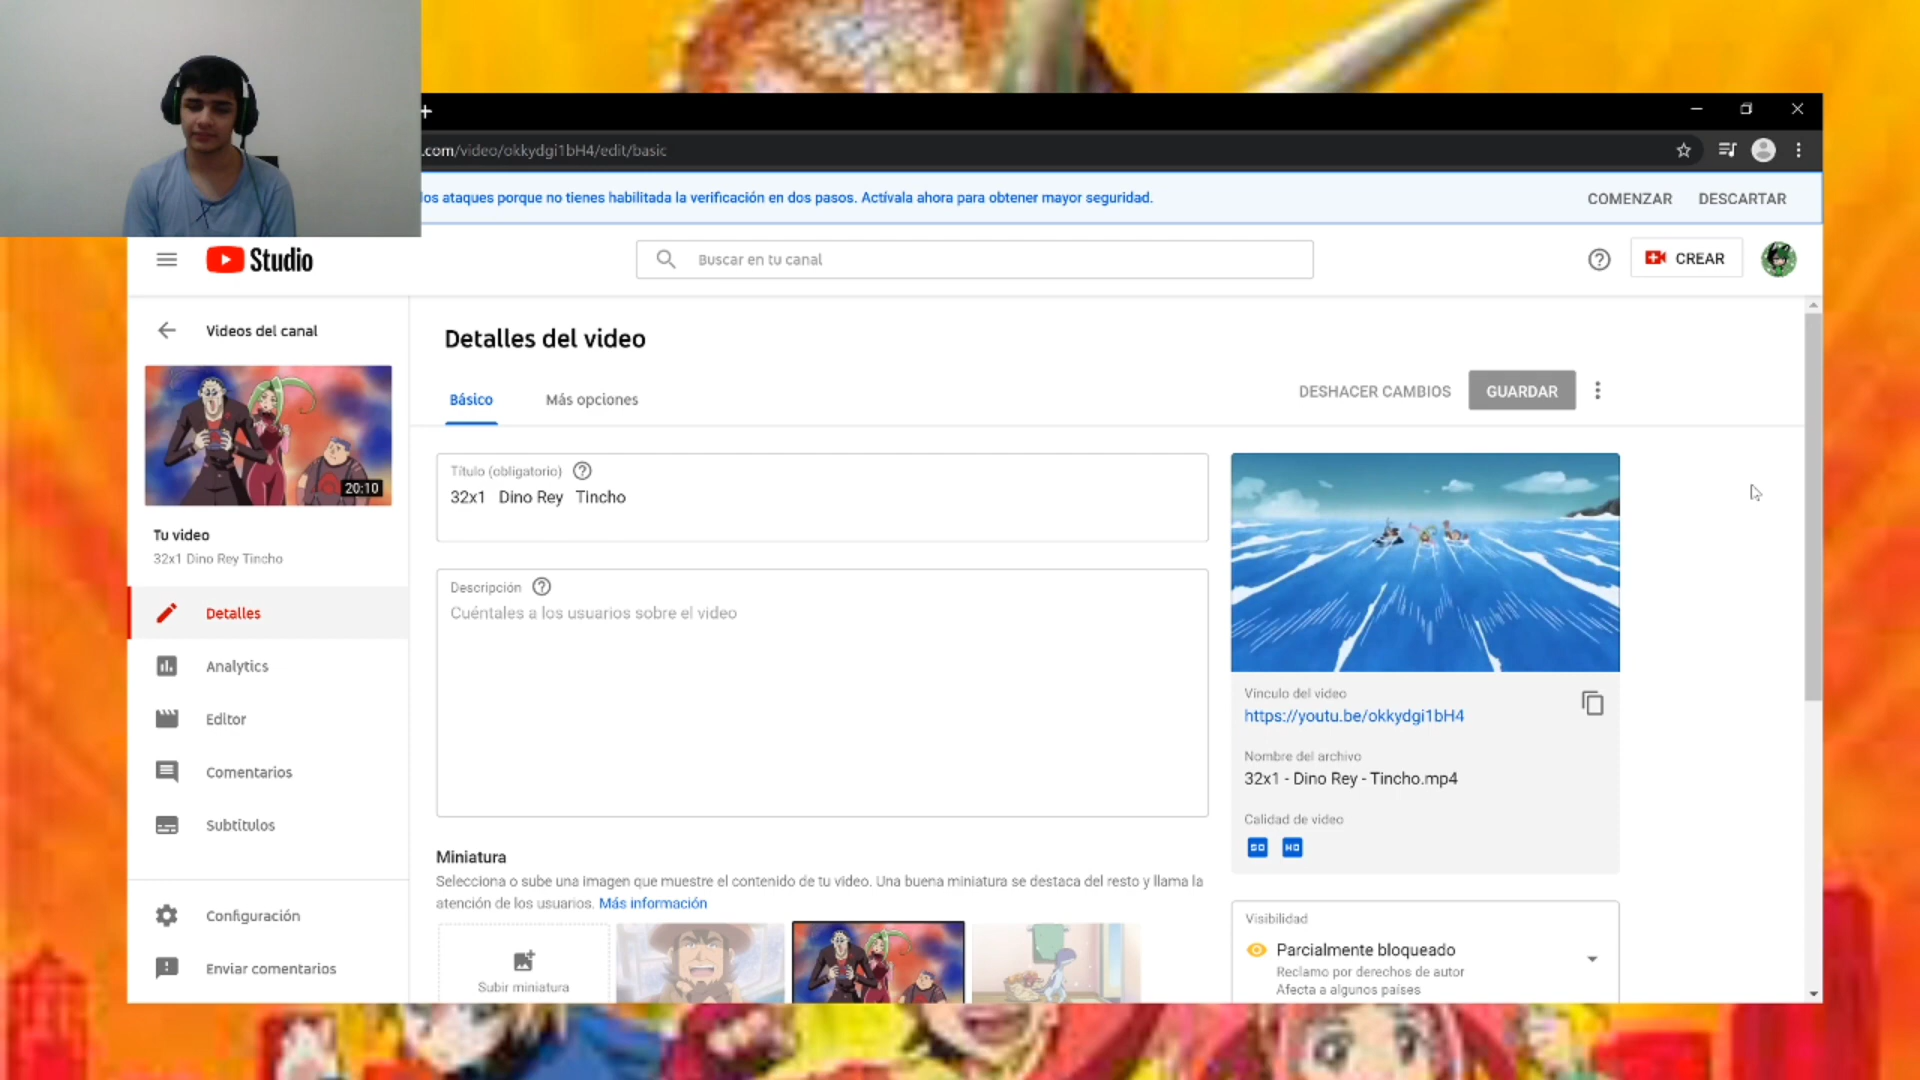 .com/video/okkydgi1bH4/edit/basic
los ataques porque no tienes habilitada la verificación en dos pasos. Actívala ahora para obtener mayor seguridad.
COMENZAR
DESCARTAR
Studio
Buscar en tu canal
CREAR
Videos del canal
20:10
Tu video
32x1 Dino Rey Tincho
Detalles
Analytics
Editor
Comentarios
Subtítulos
Configuración
Enviar comentarios
Detalles del video
Básico
Más opciones
DESHACER CAMBIOS
GUARDAR
Título (obligatorio)
32x1 Dino Rey Tincho
Descripción
Cuéntales a los usuarios sobre el video
Miniatura
Selecciona o sube una imagen que muestre el contenido de tu video. Una buena miniatura se destaca del resto y llama la
atención de los usuarios. Más información
Subir miniatura
Vínculo del video
https://youtu.be/okkydgi1bH4
Nombre del archivo
32x1 - Dino Rey - Tincho.mp4
Calidad de video
SD HD
Visibilidad
Parcialmente bloqueado
Reclamo por derechos de autor
Afecta a algunos países